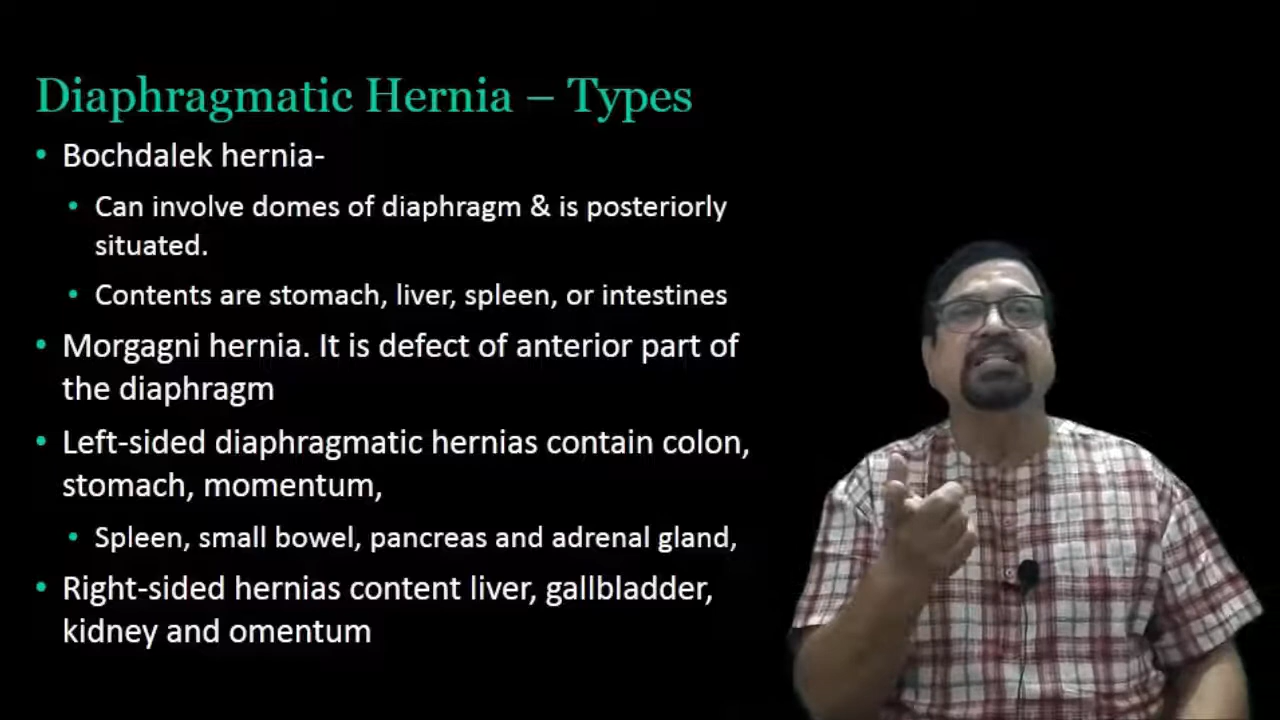 Diaphragmatic Hernia – Types
• Bochdalek hernia-
• Can involve domes of diaphragm & is posteriorly
situated.
• Contents are stomach, liver, spleen, or intestines
• Morgagni hernia. It is defect of anterior part of
the diaphragm
• Left-sided diaphragmatic hernias contain colon,
stomach, momentum,
• Spleen, small bowel, pancreas and adrenal gland,
• Right-sided hernias content liver, gallbladder,
kidney and omentum